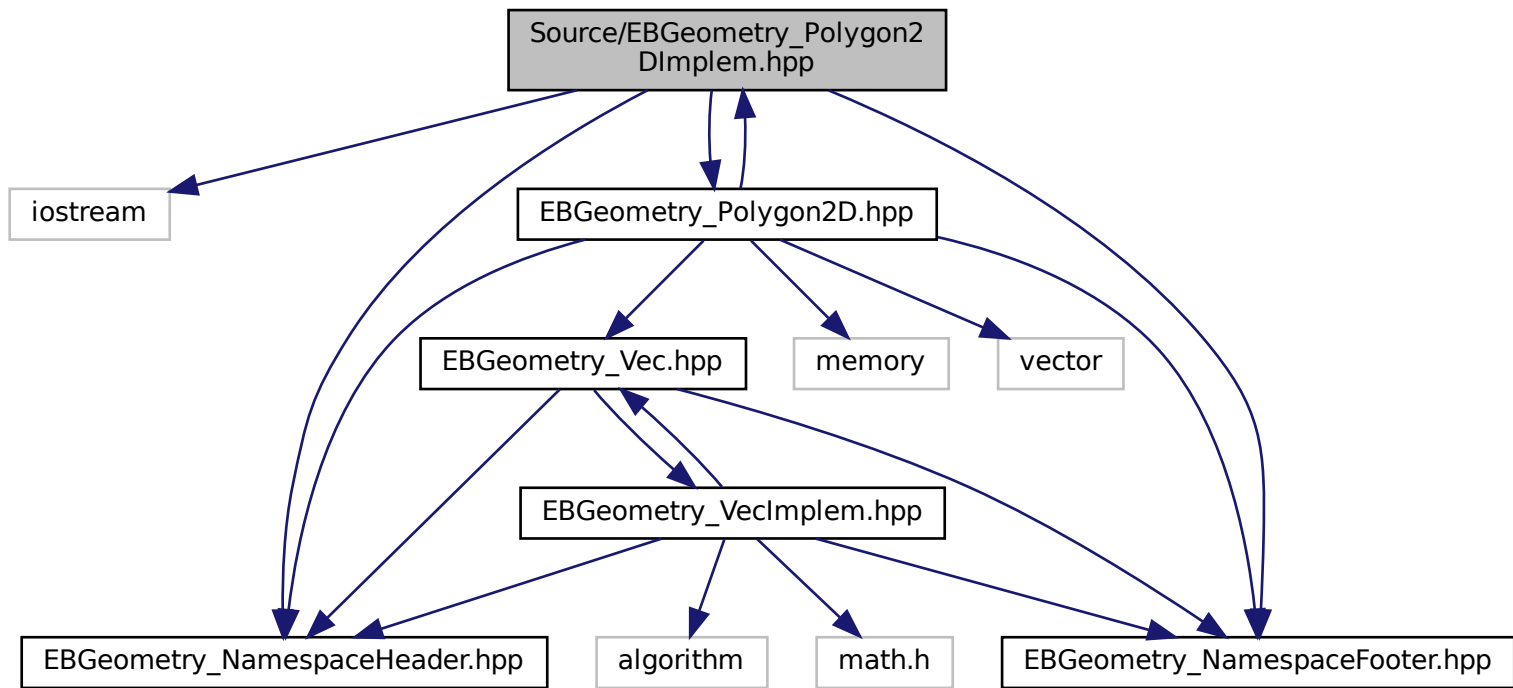 Source/EBGeometry_Polygon2
DImplem.hpp
iostream
EBGeometry_Polygon2D.hpp
EBGeometry_Vec.hpp
memory
vector
EBGeometry_VecImplem.hpp
EBGeometry_NamespaceHeader.hpp
algorithm
math.h
EBGeometry_NamespaceFooter.hpp